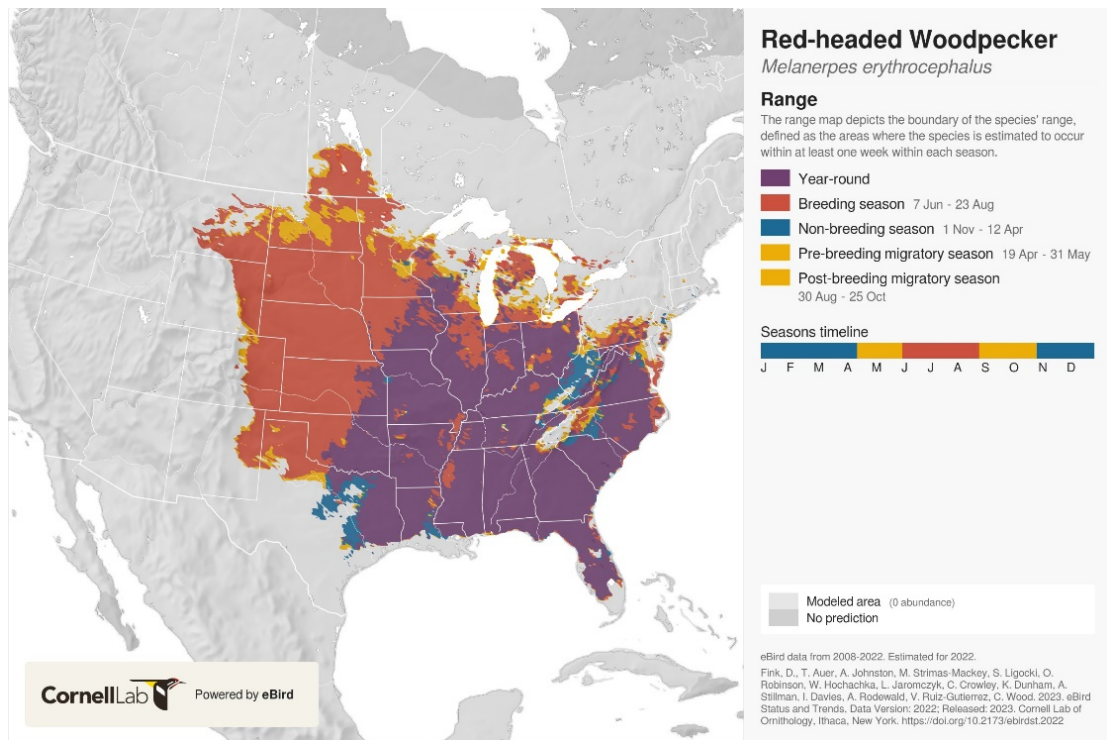 Red-headed Woodpecker
Melanerpes erythrocephalus
Range
The range map depicts the boundary of the species' range,
defined as the areas where the species is estimated to occur
within at least one week within each season.
Year-round
Breeding season 7 Jun - 23 Aug
Non-breeding season 1 Nov - 12 Apr
Pre-breeding migratory season 19 Apr - 31 May
Post-breeding migratory season
30 Aug - 25 Oct
Seasons timeline
J F M A M J J A S O N D
Modeled area (0 abundance)
No prediction
eBird data from 2008-2022. Estimated for 2022.
Fink, D., T. Auer, A. Johnston, M. Strimas-Mackey, S. Ligocki, O.
Robinson, W. Hochachka, L. Jaromczyk, C. Crowley, K. Dunham, A.
Stillman, I. Davies, A. Rodewald, V. Ruiz-Gutierrez, C. Wood. 2023. eBird
Status and Trends. Data Version: 2022; Released: 2023. Cornell Lab of
Ornithology, Ithaca, New York. https://doi.org/10.2173/ebirdst.2022
CornellLab Powered by eBird